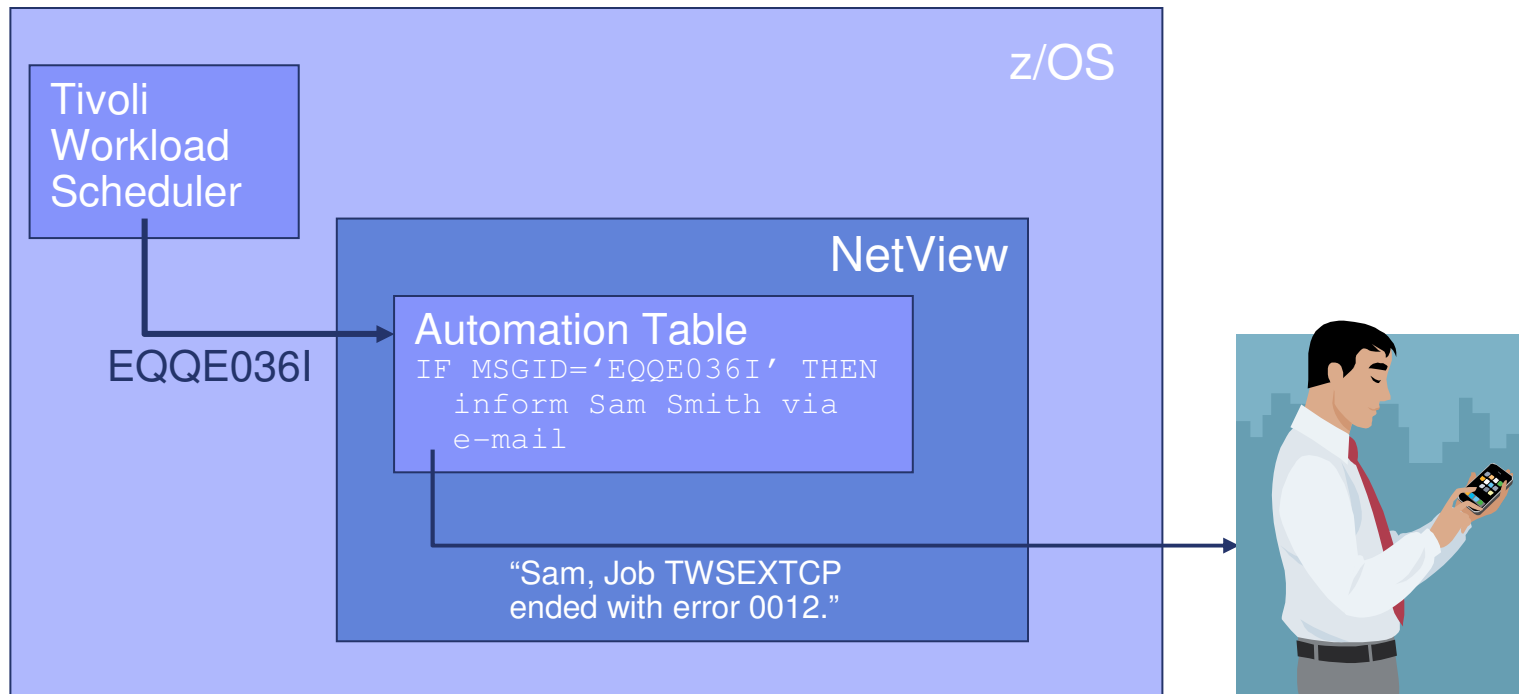 z/OS
Tivoli
Workload
Scheduler
NetView
Automation Table
IF MSGID=‘EQQE036I’ THEN
inform Sam Smith via
e-mail
EQQE036I
“Sam, Job TWSEXTCP
ended with error 0012.”